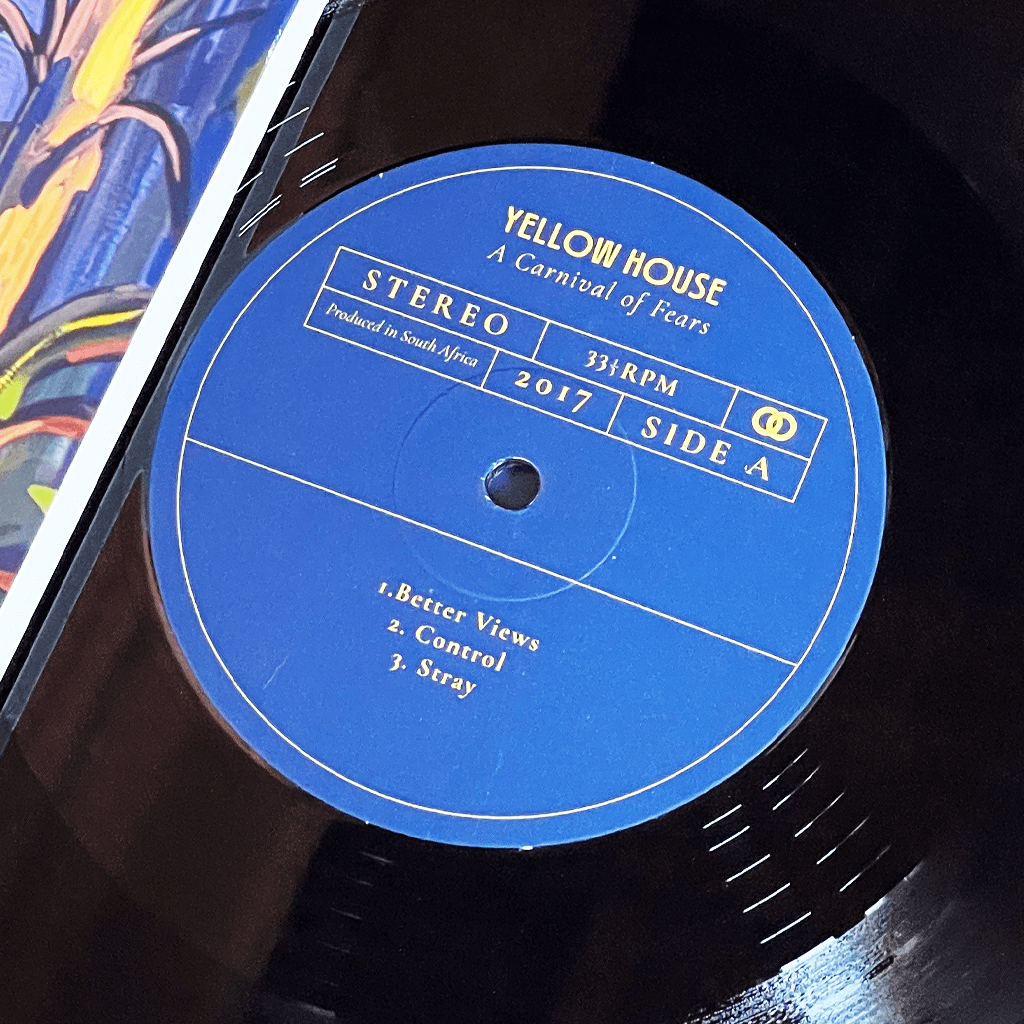 YELLOW HOUSE
A Carnival of Fears
STEREO
33⅓RPM
Produced in South Africa
2017
SIDE A
1.Better Views
2. Control
3. Stray